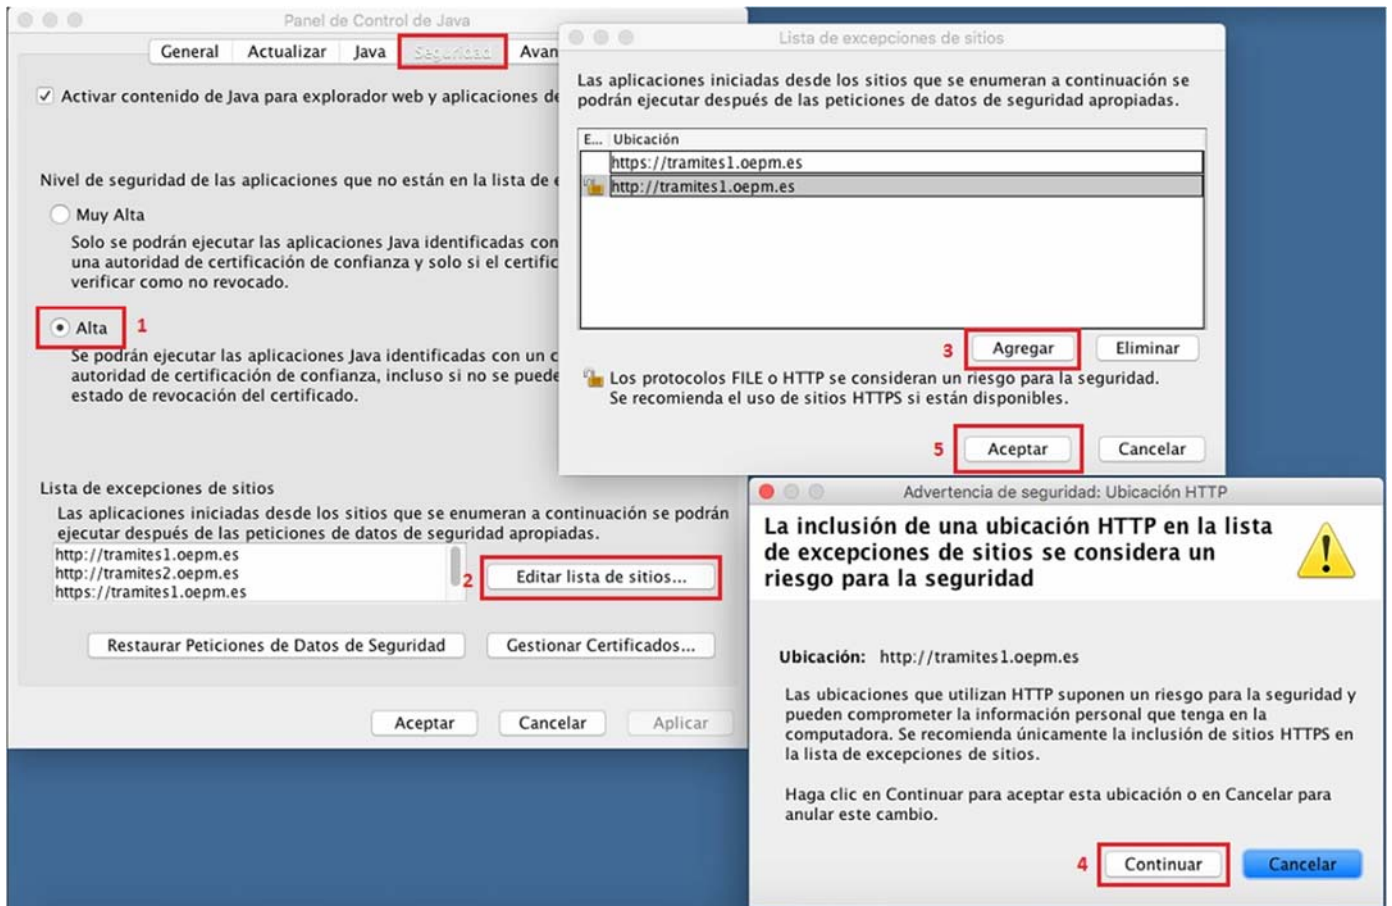 Panel de Control de Java
General Actualizar Java Seguridad Avan
Activar contenido de Java para explorador web y aplicaciones de
Nivel de seguridad de las aplicaciones que no están en la lista de e
Muy Alta
Solo se podrán ejecutar las aplicaciones Java identificadas con
una autoridad de certificación de confianza y solo si el certific
verificar como no revocado.
Alta 1
Se podrán ejecutar las aplicaciones Java identificadas con un c
autoridad de certificación de confianza, incluso si no se puede
estado de revocación del certificado.
Lista de excepciones de sitios
Las aplicaciones iniciadas desde los sitios que se enumeran a continuación se podrán
ejecutar después de las peticiones de datos de seguridad apropiadas.
http://tramites1.oepm.es
http://tramites2.oepm.es
https://tramites1.oepm.es
2 Editar lista de sitios...
Restaurar Peticiones de Datos de Seguridad Gestionar Certificados...
Aceptar Cancelar Aplicar
Lista de excepciones de sitios
Las aplicaciones iniciadas desde los sitios que se enumeran a continuación se
podrán ejecutar después de las peticiones de datos de seguridad apropiadas.
E... Ubicación
https://tramites1.oepm.es
http://tramites1.oepm.es
3 Agregar Eliminar
Los protocolos FILE o HTTP se consideran un riesgo para la seguridad.
Se recomienda el uso de sitios HTTPS si están disponibles.
5 Aceptar Cancelar
Advertencia de seguridad: Ubicación HTTP
La inclusión de una ubicación HTTP en la lista
de excepciones de sitios se considera un
riesgo para la seguridad
Ubicación: http://tramites1.oepm.es
Las ubicaciones que utilizan HTTP suponen un riesgo para la seguridad y
pueden comprometer la información personal que tenga en la
computadora. Se recomienda únicamente la inclusión de sitios HTTPS en
la lista de excepciones de sitios.
Haga clic en Continuar para aceptar esta ubicación o en Cancelar para
anular este cambio.
4 Continuar Cancelar